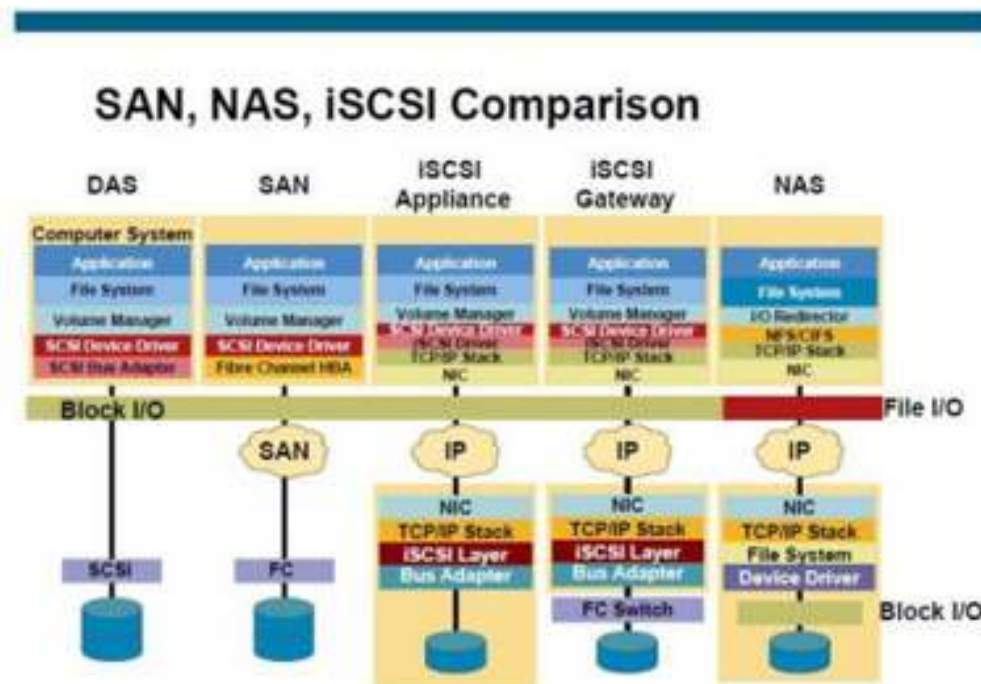 SAN, NAS, iSCSI Comparison
DAS
SAN
iSCSI
Appliance
iSCSI
Gateway
NAS
Computer System
Application
File System
Volume Manager
SCSI Device Driver
SCSI Bus Adapter
Application
File System
Volume Manager
SCSI Device Driver
Fibre Channel HBA
Application
File System
Volume Manager
SCSI Device Driver
iSCSI Driver
TCP/IP Stack
NIC
Application
File System
Volume Manager
SCSI Device Driver
iSCSI Driver
TCP/IP Stack
NIC
Application
File System
I/O Redirector
NFS/CIFS
TCP/IP Stack
NIC
Block I/O
File I/O
SAN
IP
IP
IP
SCSI
FC
NIC
TCP/IP Stack
iSCSI Layer
Bus Adapter
NIC
TCP/IP Stack
iSCSI Layer
Bus Adapter
FC Switch
NIC
TCP/IP Stack
File System
Device Driver
Block I/O